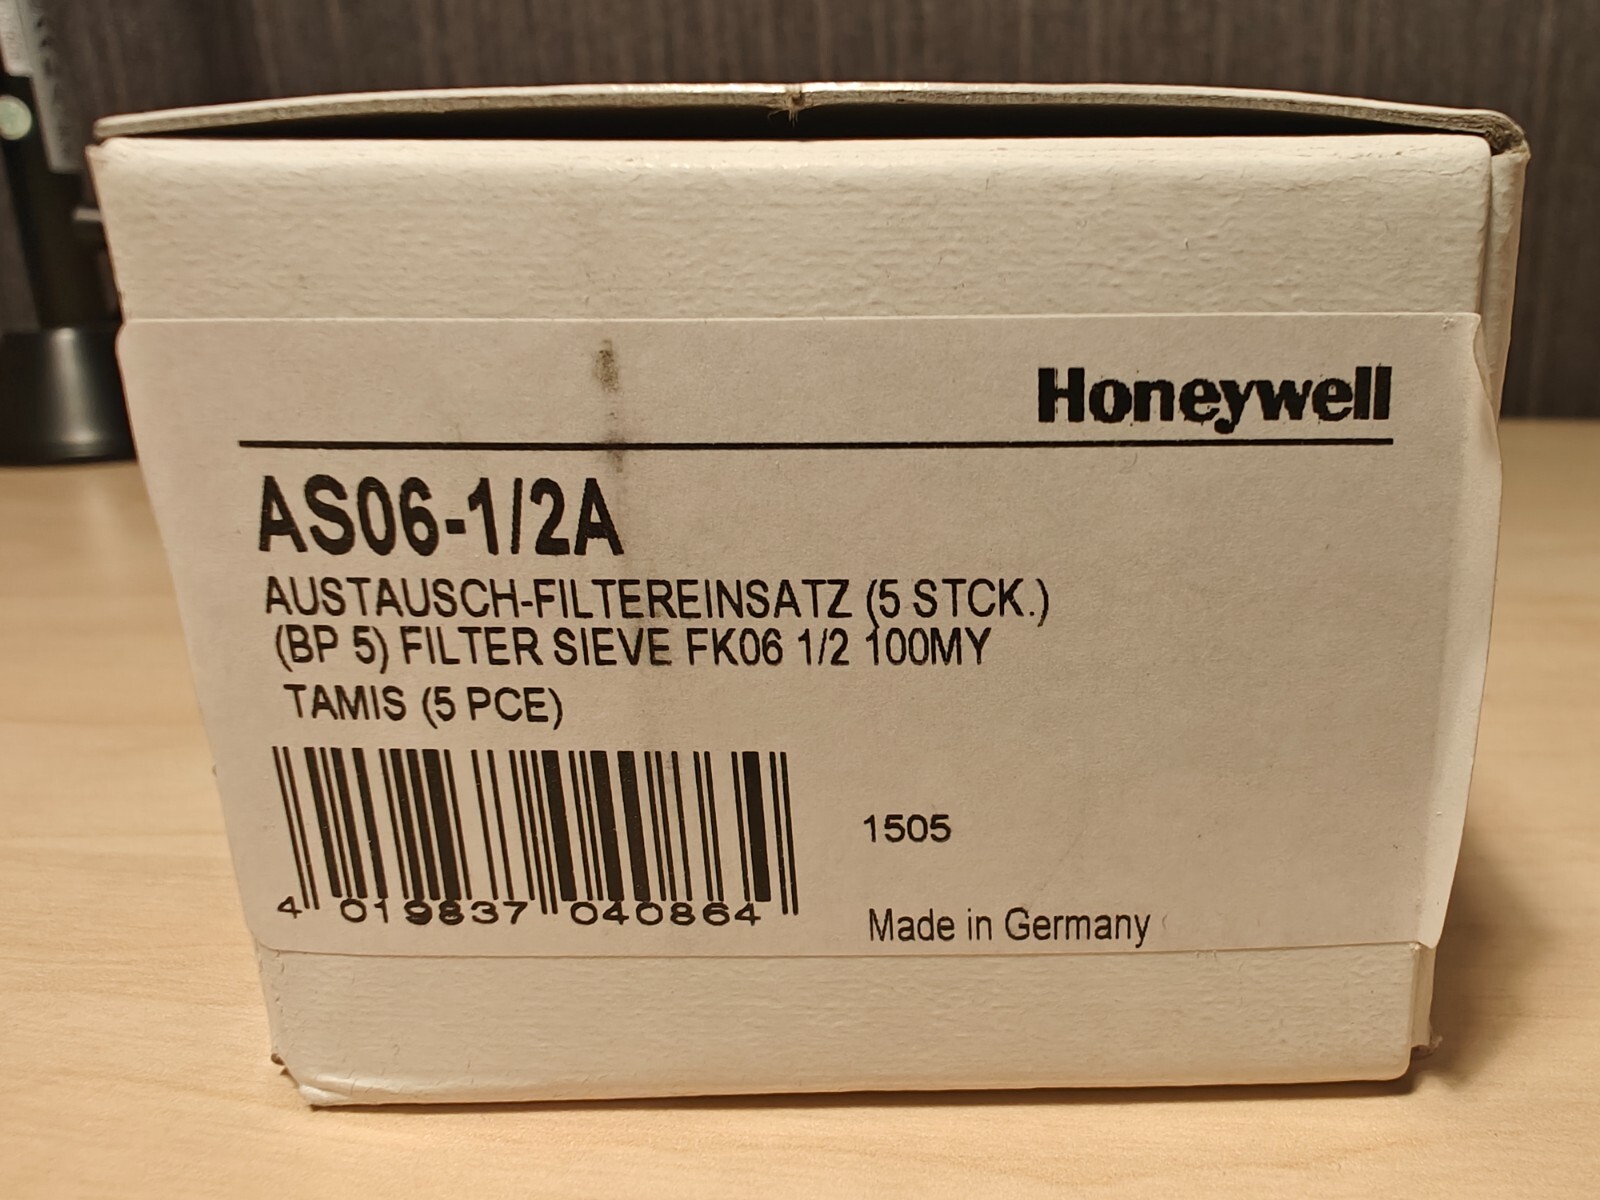 Honeywell
AS06-1/2A
AUSTAUSCH-FILTEREINSATZ (5 STCK.)
(BP 5) FILTER SIEVE FK06 1/2 100MY
TAMIS (5 PCE)
1505
4 019837 040864
Made in Germany